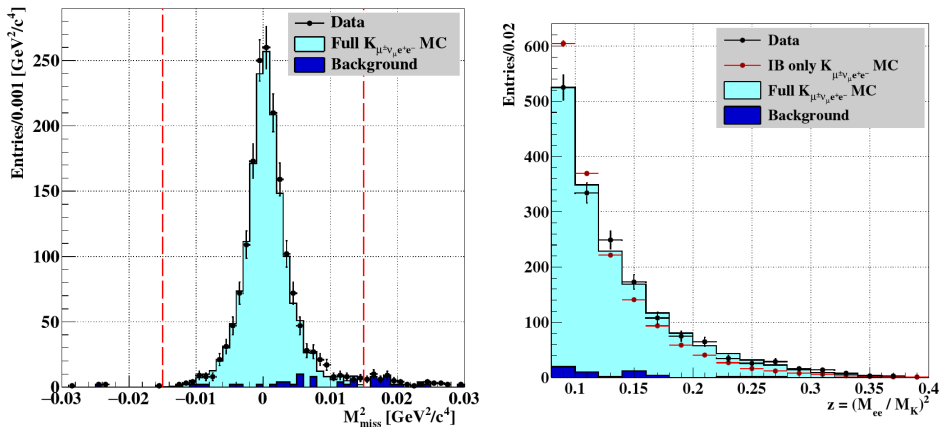 Entries/0.001 [GeV²/c⁴]
250
200
150
100
50
0
Data
Full K_μ±ν_μe⁺e⁻ MC
Background
−0.03 −0.02 −0.01 0 0.01 0.02 0.03
M²_miss [GeV²/c⁴]
Entries/0.02
600
500
400
300
200
100
0
Data
IB only K_μ±ν_μe⁺e⁻ MC
Full K_μ±ν_μe⁺e⁻ MC
Background
0.1 0.15 0.2 0.25 0.3 0.35 0.4
z = (M_ee / M_K)²